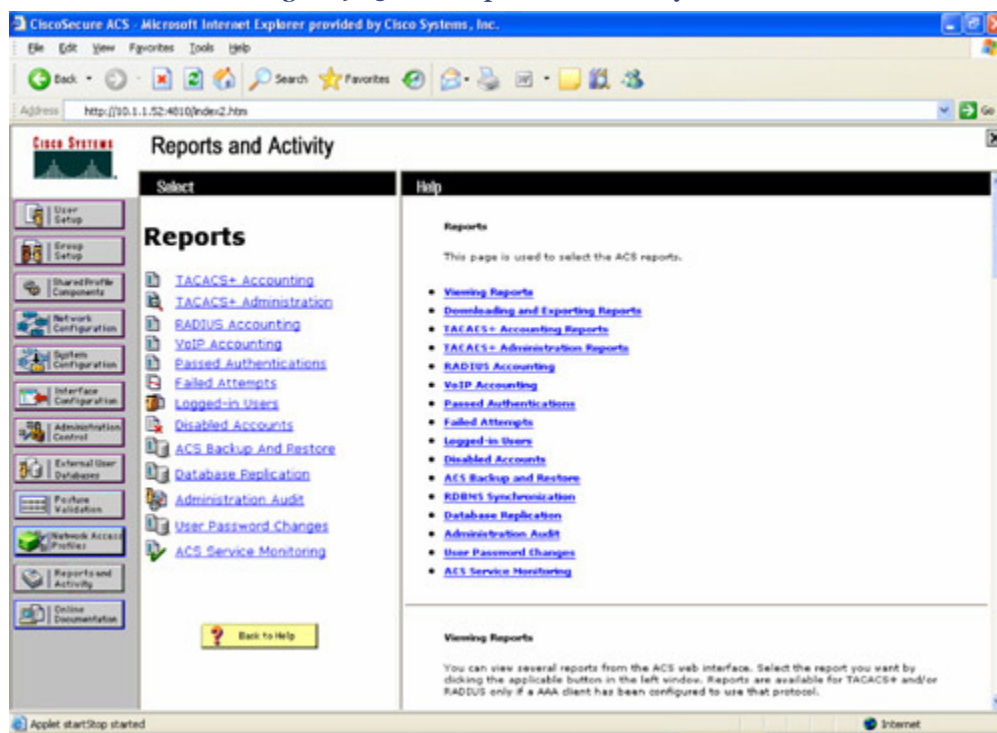 CiscoSecure ACS - Microsoft Internet Explorer provided by Cisco Systems, Inc.
File Edit View Favorites Tools Help
Back Search Favorites
Address http://10.1.1.52:4810/index2.htm Go
CISCO SYSTEMS
Reports and Activity
Select
User Setup
Group Setup
Shared Profile Components
Network Configuration
System Configuration
Interface Configuration
Administration Control
External User Databases
Posture Validation
Network Access Profiles
Reports and Activity
Online Documentation
Reports
TACACS+ Accounting
TACACS+ Administration
RADIUS Accounting
VoIP Accounting
Passed Authentications
Failed Attempts
Logged-in Users
Disabled Accounts
ACS Backup And Restore
Database Replication
Administration Audit
User Password Changes
ACS Service Monitoring
Back to Help
Help
Reports
This page is used to select the ACS reports.
Viewing Reports
Downloading and Exporting Reports
TACACS+ Accounting Reports
TACACS+ Administration Reports
RADIUS Accounting
VoIP Accounting
Passed Authentications
Failed Attempts
Logged-in Users
Disabled Accounts
ACS Backup and Restore
RDBMS Synchronization
Database Replication
Administration Audit
User Password Changes
ACS Service Monitoring
Viewing Reports
You can view several reports from the ACS web interface. Select the report you want by
clicking the applicable button in the left window. Reports are available for TACACS+ and/or
RADIUS only if a AAA client has been configured to use that protocol.
Applet startStop started
Internet